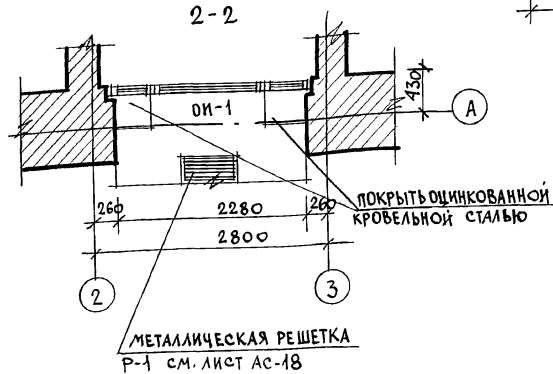 2-2
430
ОП-1
А
ПОКРЫТЬ ОЦИНКОВАННОЙ
КРОВЕЛЬНОЙ СТАЛЬЮ
260 2280 260
2800
2 3
МЕТАЛЛИЧЕСКАЯ РЕШЕТКА
Р-1 СМ. ЛИСТ АС-18